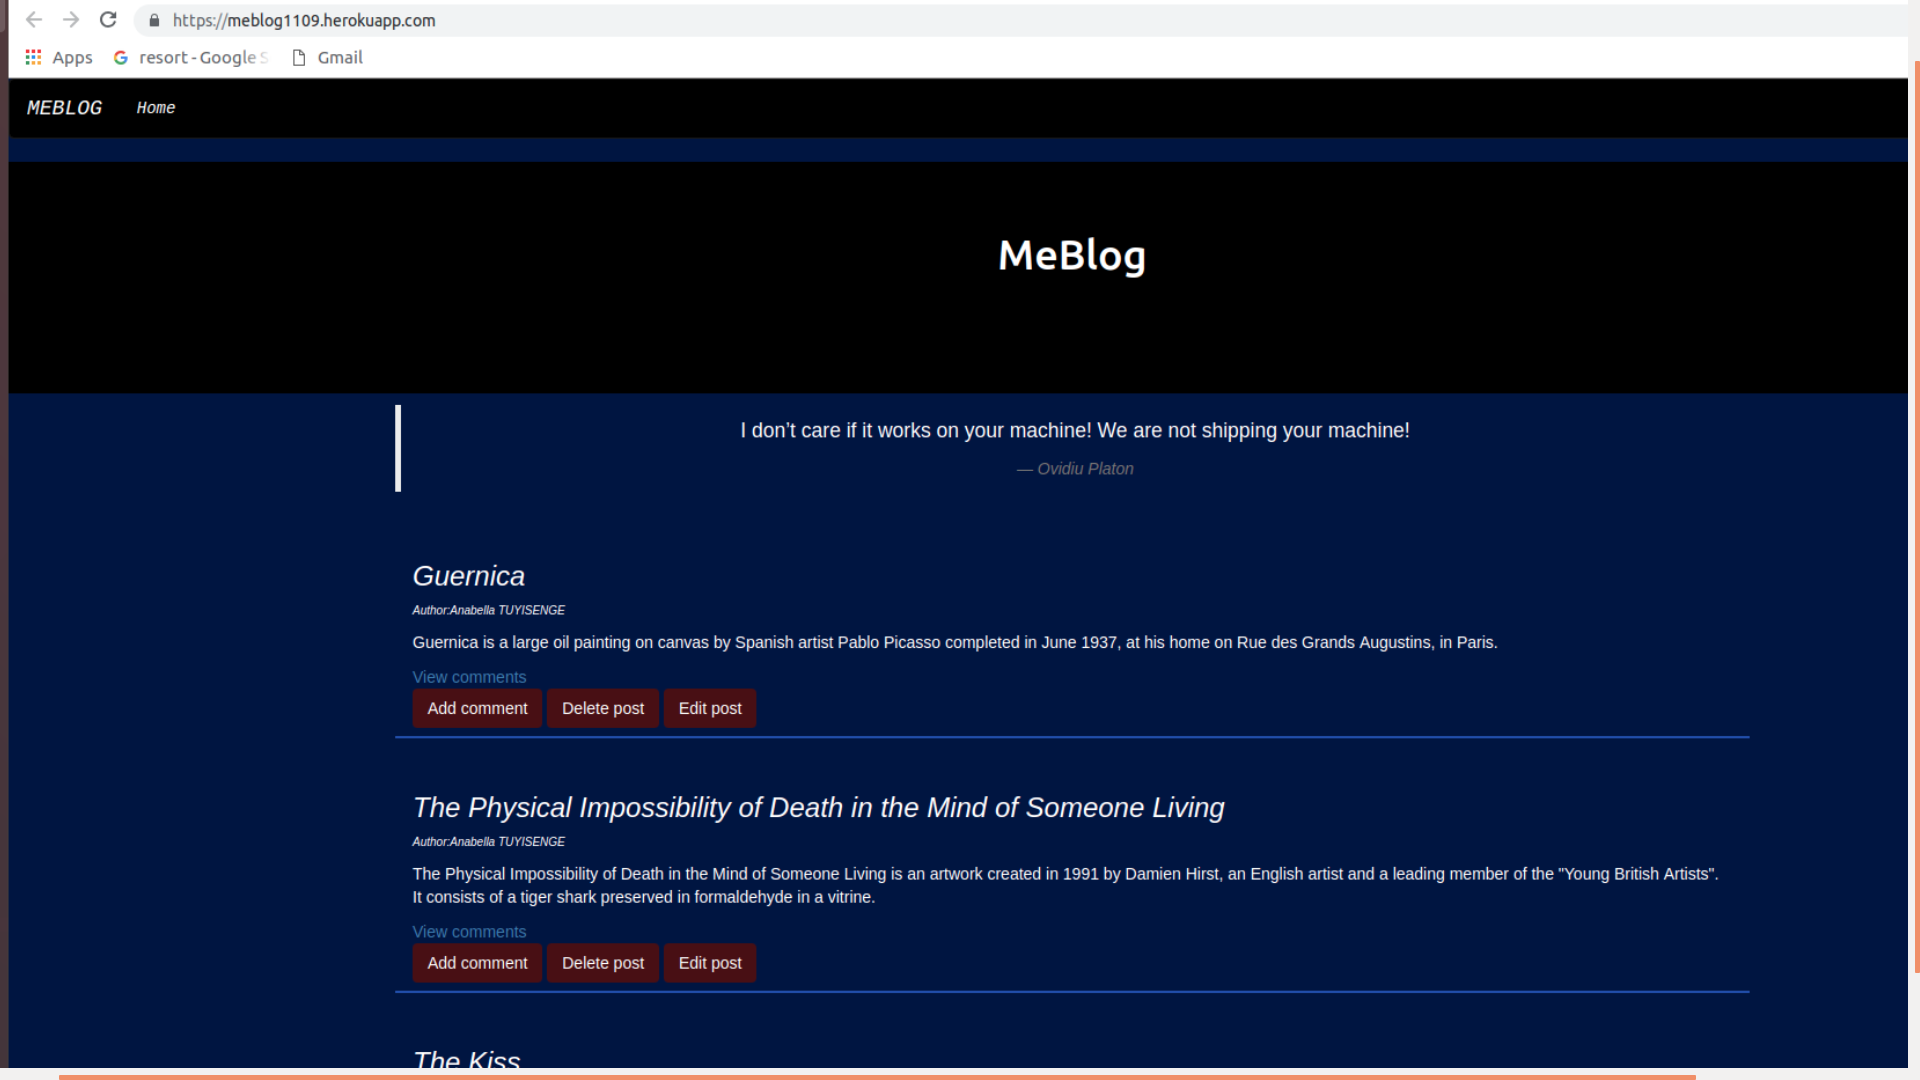 https://meblog1109.herokuapp.com
Apps resort - Google S Gmail
MEBLOG Home
MeBlog
I don’t care if it works on your machine! We are not shipping your machine!
— Ovidiu Platon
Guernica
Author:Anabella TUYISENGE
Guernica is a large oil painting on canvas by Spanish artist Pablo Picasso completed in June 1937, at his home on Rue des Grands Augustins, in Paris.
View comments
Add comment Delete post Edit post
The Physical Impossibility of Death in the Mind of Someone Living
Author:Anabella TUYISENGE
The Physical Impossibility of Death in the Mind of Someone Living is an artwork created in 1991 by Damien Hirst, an English artist and a leading member of the "Young British Artists".
It consists of a tiger shark preserved in formaldehyde in a vitrine.
View comments
Add comment Delete post Edit post
The Kiss